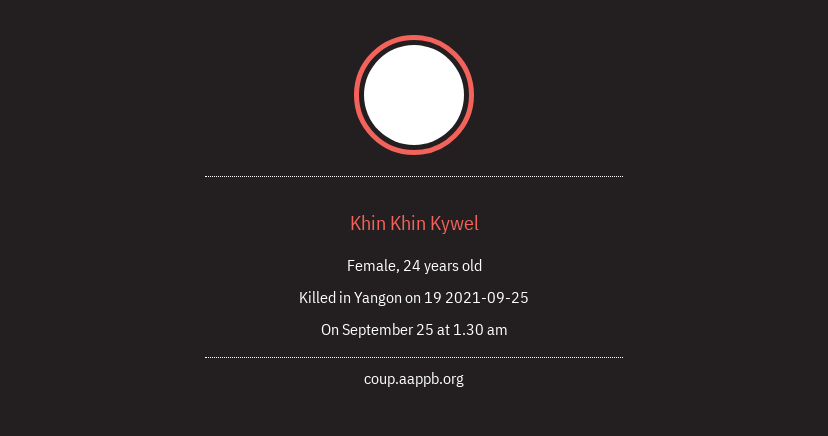 Khin Khin Kywel
Female, 24 years old
Killed in Yangon on 19 2021-09-25
On September 25 at 1.30 am
coup.aappb.org